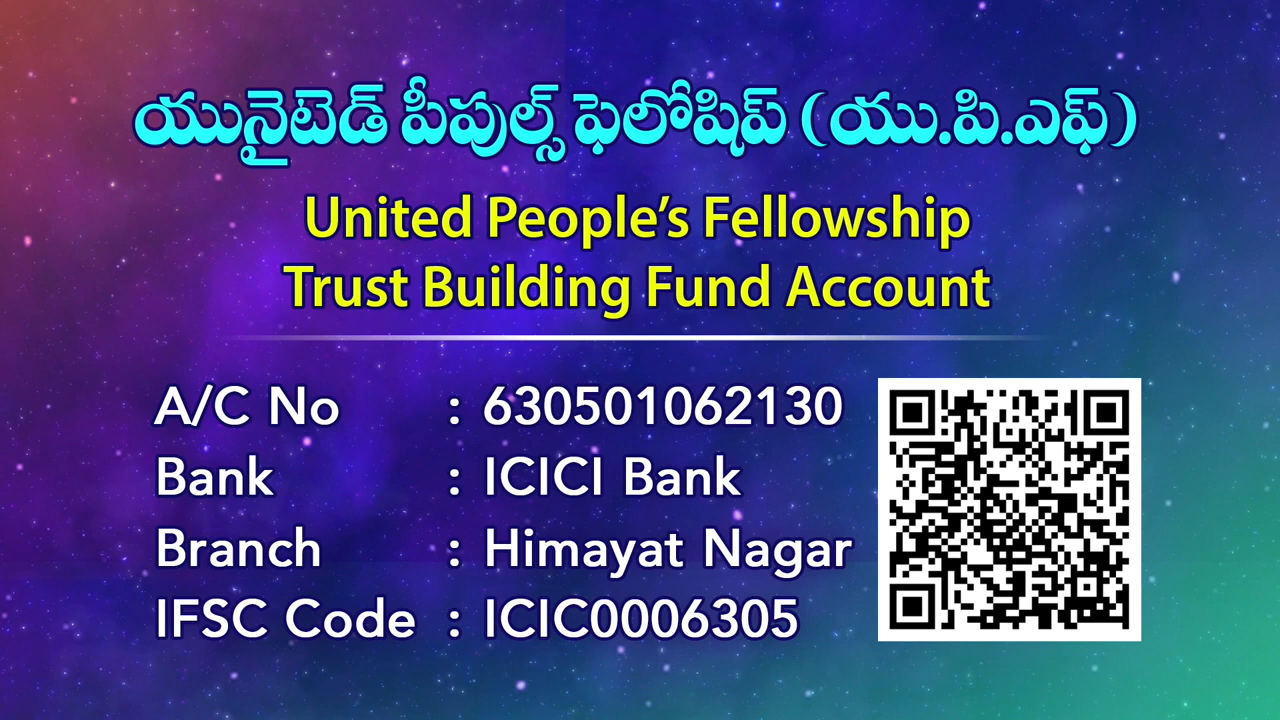 యునైటెడ్ పీపుల్స్ ఫెలోషిప్ (యు.పి.ఎఫ్)
United People’s Fellowship
Trust Building Fund Account
A/C No : 630501062130
Bank : ICICI Bank
Branch : Himayat Nagar
IFSC Code : ICIC0006305